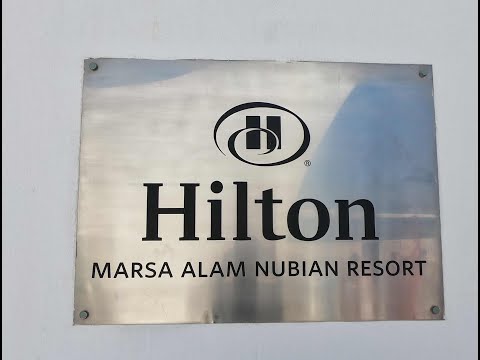 H
®
Hilton
MARSA ALAM NUBIAN RESORT